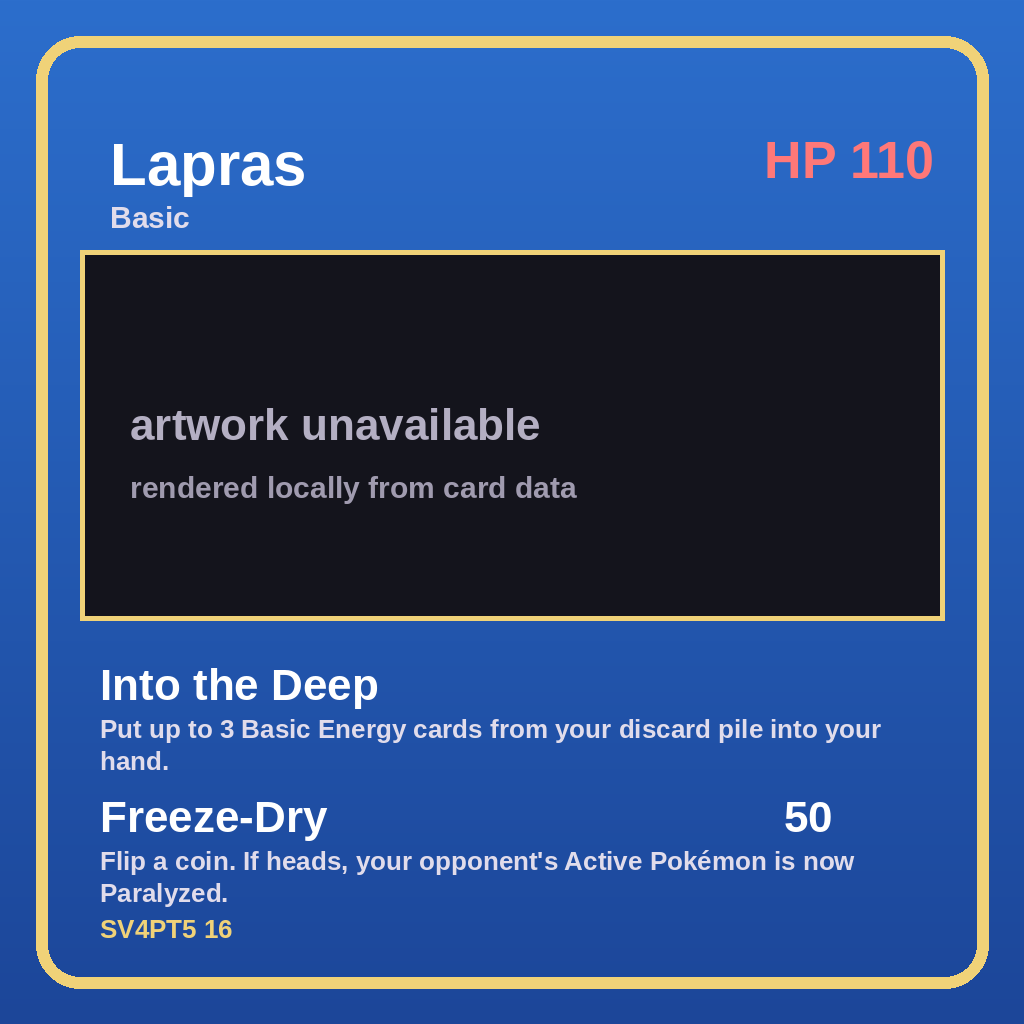 Lapras
HP 110
Basic
artwork unavailable
rendered locally from card data
Into the Deep
Put up to 3 Basic Energy cards from your discard pile into your
hand.
Freeze-Dry 50
Flip a coin. If heads, your opponent's Active Pokémon is now
Paralyzed.
SV4PT5 16